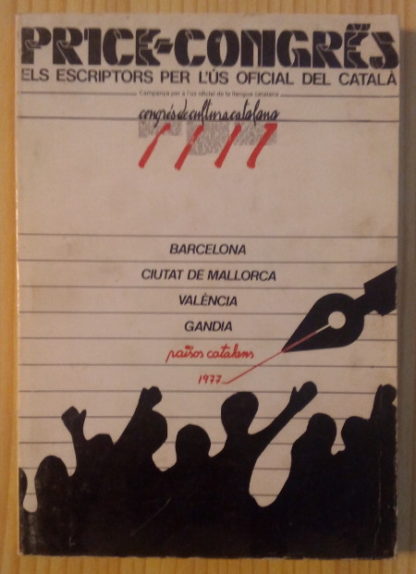 PRICE-CONGRÉS
ELS ESCRIPTORS PER L'ÚS OFICIAL DEL CATALÀ
Campanya per a l'ús oficial de la llengua catalana
congrés de cultura catalana
BARCELONA
CIUTAT DE MALLORCA
VALÈNCIA
GANDIA
països catalans
1977